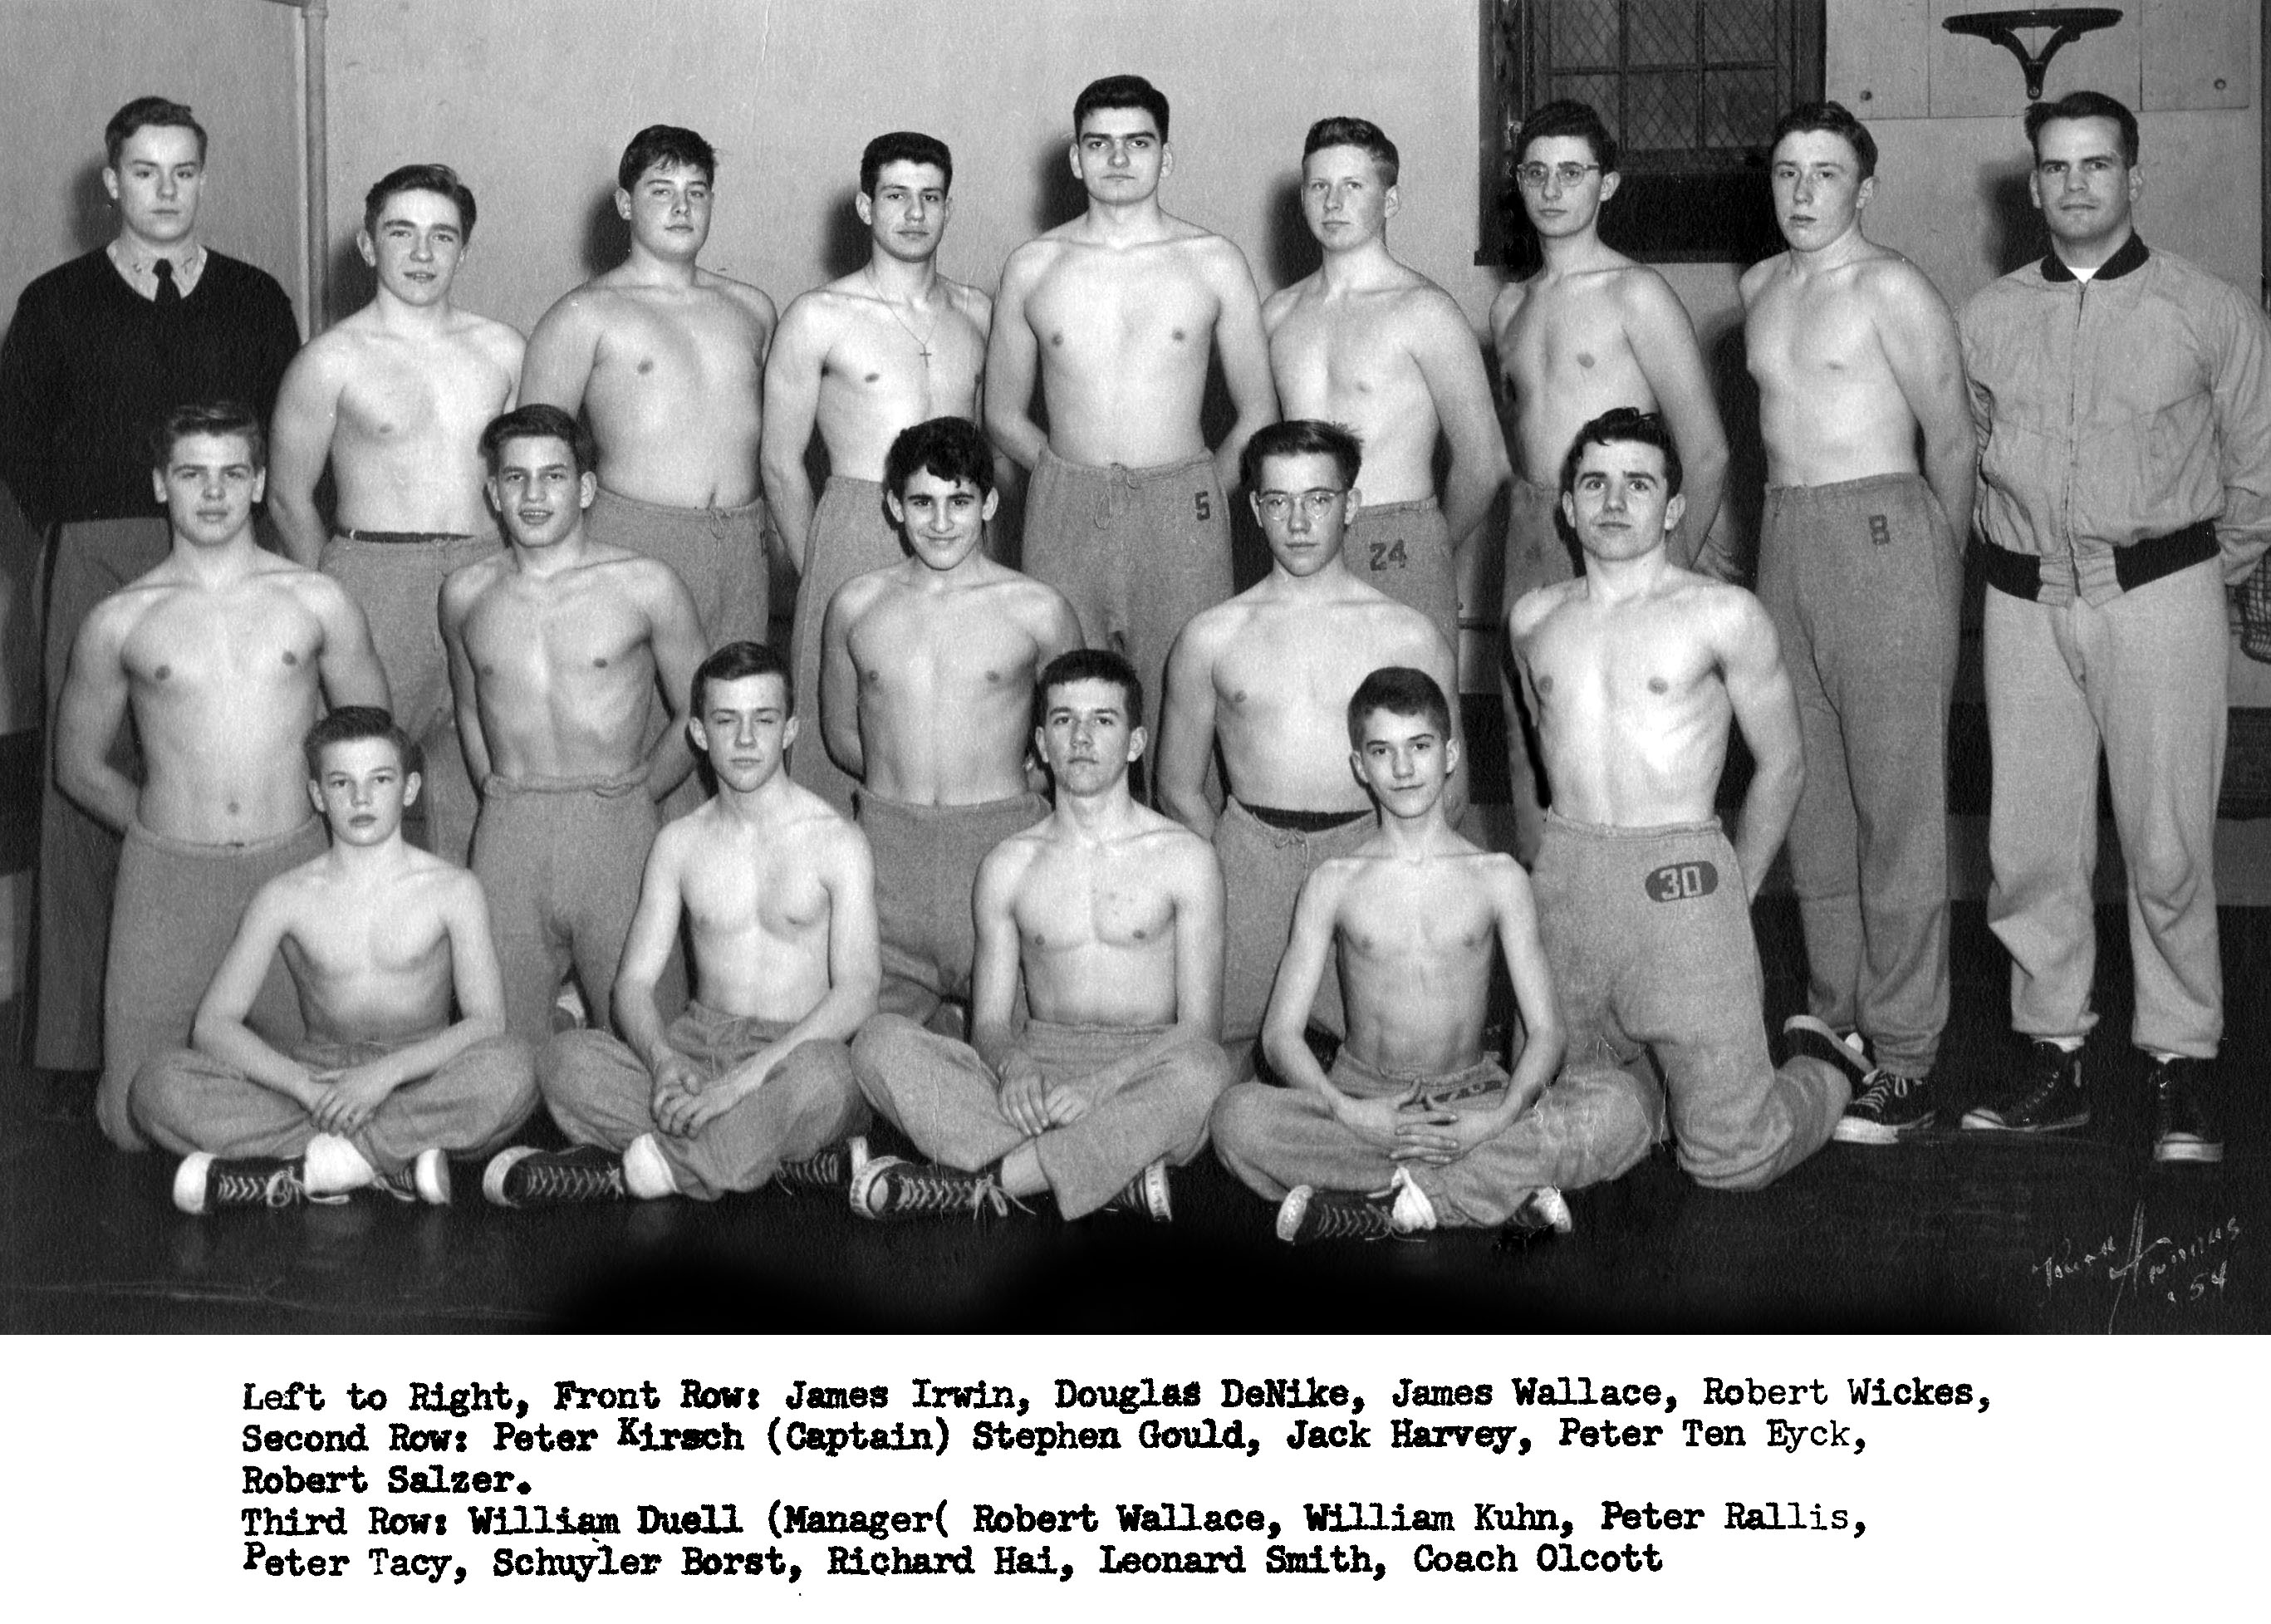 5
24
8
30
.54
Left to Right, Front Row: James Irwin, Douglas DeNike, James Wallace, Robert Wickes,
Second Row: Peter Kirsch (Captain) Stephen Gould, Jack Harvey, Peter Ten Eyck,
Robert Salzer.
Third Row: William Duell (Manager( Robert Wallace, William Kuhn, Peter Rallis,
Peter Tacy, Schuyler Borst, Richard Hai, Leonard Smith, Coach Olcott